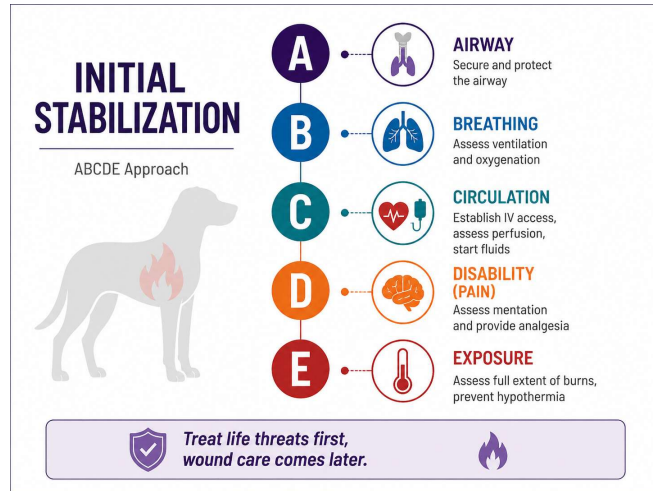 INITIAL
STABILIZATION
ABCDE Approach
A
AIRWAY
Secure and protect
the airway
B
BREATHING
Assess ventilation
and oxygenation
C
CIRCULATION
Establish IV access,
assess perfusion,
start fluids
D
DISABILITY
(PAIN)
Assess mentation
and provide analgesia
E
EXPOSURE
Assess full extent of burns,
prevent hypothermia
Treat life threats first,
wound care comes later.